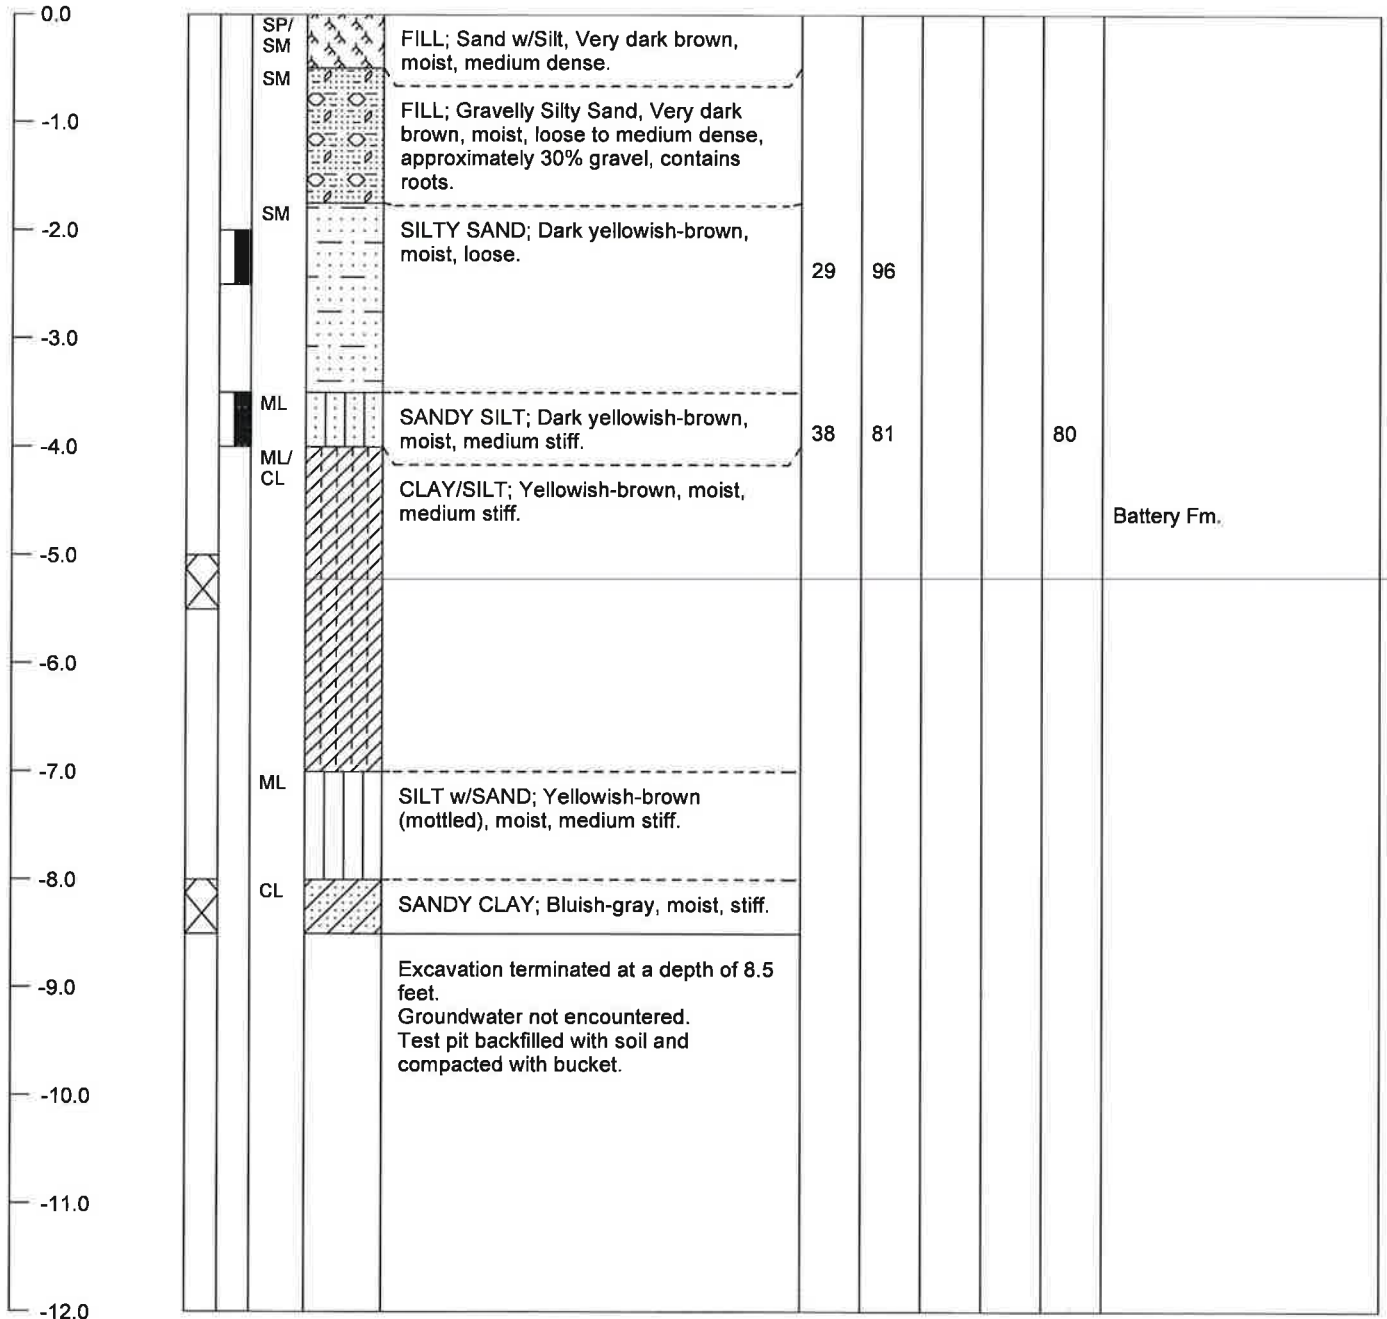 0.0
SP/
SM
FILL; Sand w/Silt, Very dark brown,
moist, medium dense.
SM
FILL; Gravelly Silty Sand, Very dark
brown, moist, loose to medium dense,
approximately 30% gravel, contains
roots.
-1.0
SM
SILTY SAND; Dark yellowish-brown,
moist, loose.
-2.0
29 96
-3.0
ML
SANDY SILT; Dark yellowish-brown,
moist, medium stiff.
38 81 80
-4.0
ML/
CL
CLAY/SILT; Yellowish-brown, moist,
medium stiff.
Battery Fm.
-5.0
-6.0
-7.0
ML
SILT w/SAND; Yellowish-brown
(mottled), moist, medium stiff.
-8.0
CL
SANDY CLAY; Bluish-gray, moist, stiff.
Excavation terminated at a depth of 8.5
feet.
Groundwater not encountered.
Test pit backfilled with soil and
compacted with bucket.
-9.0
-10.0
-11.0
-12.0